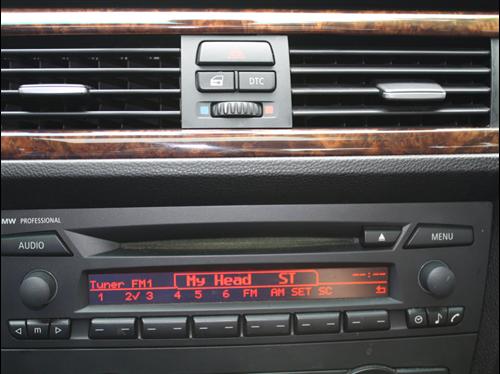 DTC
MW PROFESSIONAL
AUDIO
MENU
Tuner FM1 My Head ST --:--
1 2√ 3 4 5 6 FM AM SET SC
m